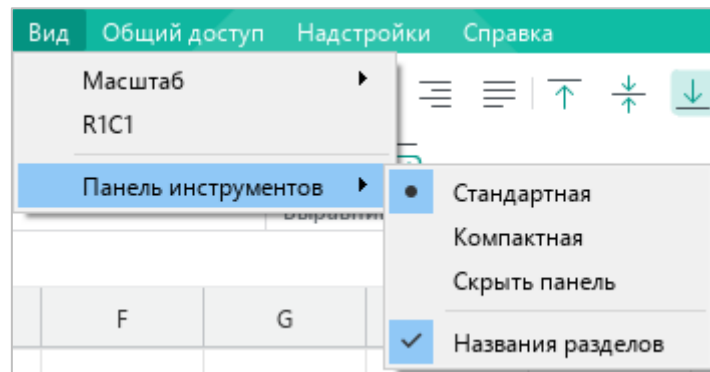 Вид Общий доступ Надстройки Справка
Масштаб
R1C1
Панель инструментов
Стандартная
Компактная
Скрыть панель
Названия разделов
F G